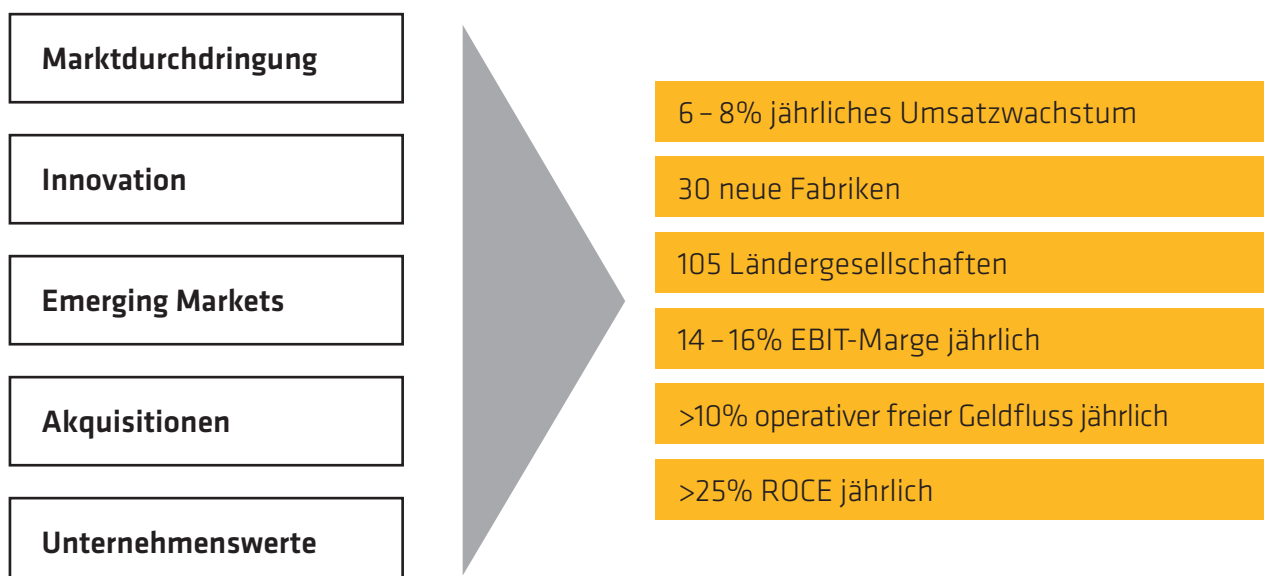 Marktdurchdringung
Innovation
Emerging Markets
Akquisitionen
Unternehmenswerte
6 – 8% jährliches Umsatzwachstum
30 neue Fabriken
105 Ländergesellschaften
14 – 16% EBIT-Marge jährlich
>10% operativer freier Geldfluss jährlich
>25% ROCE jährlich